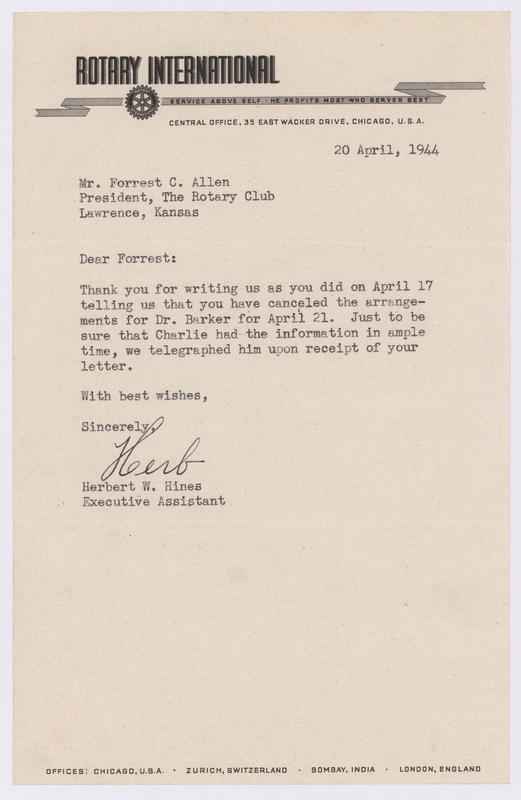 ROTARY INTERNATIONAL
SERVICE ABOVE SELF - HE PROFITS MOST WHO SERVES BEST
CENTRAL OFFICE, 35 EAST WACKER DRIVE, CHICAGO, U.S.A.
20 April, 1944
Mr. Forrest C. Allen
President, The Rotary Club
Lawrence, Kansas
Dear Forrest:
Thank you for writing us as you did on April 17
telling us that you have canceled the arrange-
ments for Dr. Barker for April 21.  Just to be
sure that Charlie had the information in ample
time, we telegraphed him upon receipt of your
letter.
With best wishes,
Sincerely,
Herb
Herbert W. Hines
Executive Assistant
OFFICES: CHICAGO, U.S.A. · ZURICH, SWITZERLAND · BOMBAY, INDIA · LONDON, ENGLAND